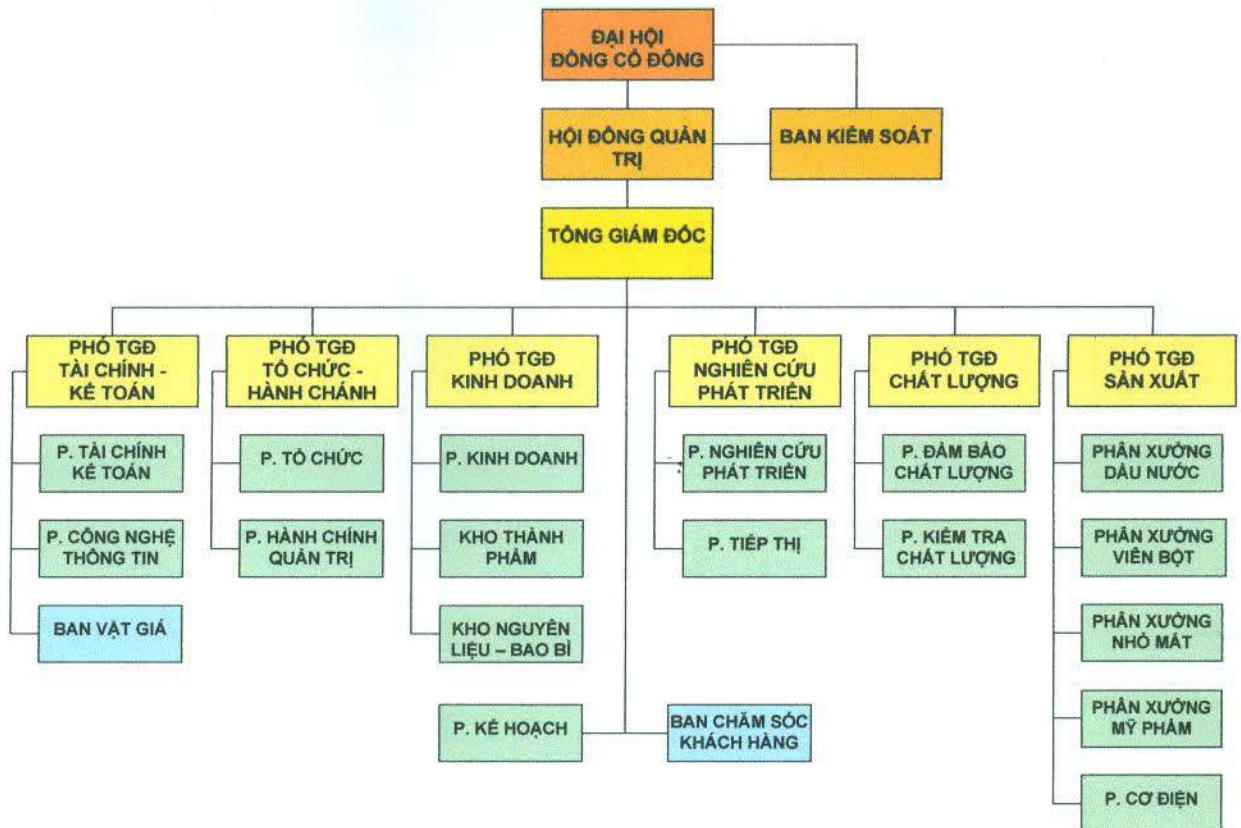 ĐẠI HỘI
ĐỒNG CỔ ĐÔNG
HỘI ĐỒNG QUẢN
TRỊ
BAN KIỂM SOÁT
TỔNG GIÁM ĐỐC
PHÓ TGĐ
TÀI CHÍNH -
KẾ TOÁN
PHÓ TGĐ
TỔ CHỨC -
HÀNH CHÁNH
PHÓ TGĐ
KINH DOANH
PHÓ TGĐ
NGHIÊN CỨU
PHÁT TRIỂN
PHÓ TGĐ
CHẤT LƯỢNG
PHÓ TGĐ
SẢN XUẤT
P. TÀI CHÍNH
KẾ TOÁN
P. TỔ CHỨC
P. KINH DOANH
P. NGHIÊN CỨU
PHÁT TRIỂN
P. ĐẢM BẢO
CHẤT LƯỢNG
PHÂN XƯỞNG
DẦU NƯỚC
P. CÔNG NGHỆ
THÔNG TIN
P. HÀNH CHÍNH
QUẢN TRỊ
KHO THÀNH
PHẨM
P. TIẾP THỊ
P. KIỂM TRA
CHẤT LƯỢNG
PHÂN XƯỞNG
VIÊN BỘT
BAN VẬT GIÁ
KHO NGUYÊN
LIỆU – BAO BÌ
PHÂN XƯỞNG
NHỎ MẮT
P. KẾ HOẠCH
BAN CHĂM SÓC
KHÁCH HÀNG
PHÂN XƯỞNG
MỸ PHẨM
P. CƠ ĐIỆN